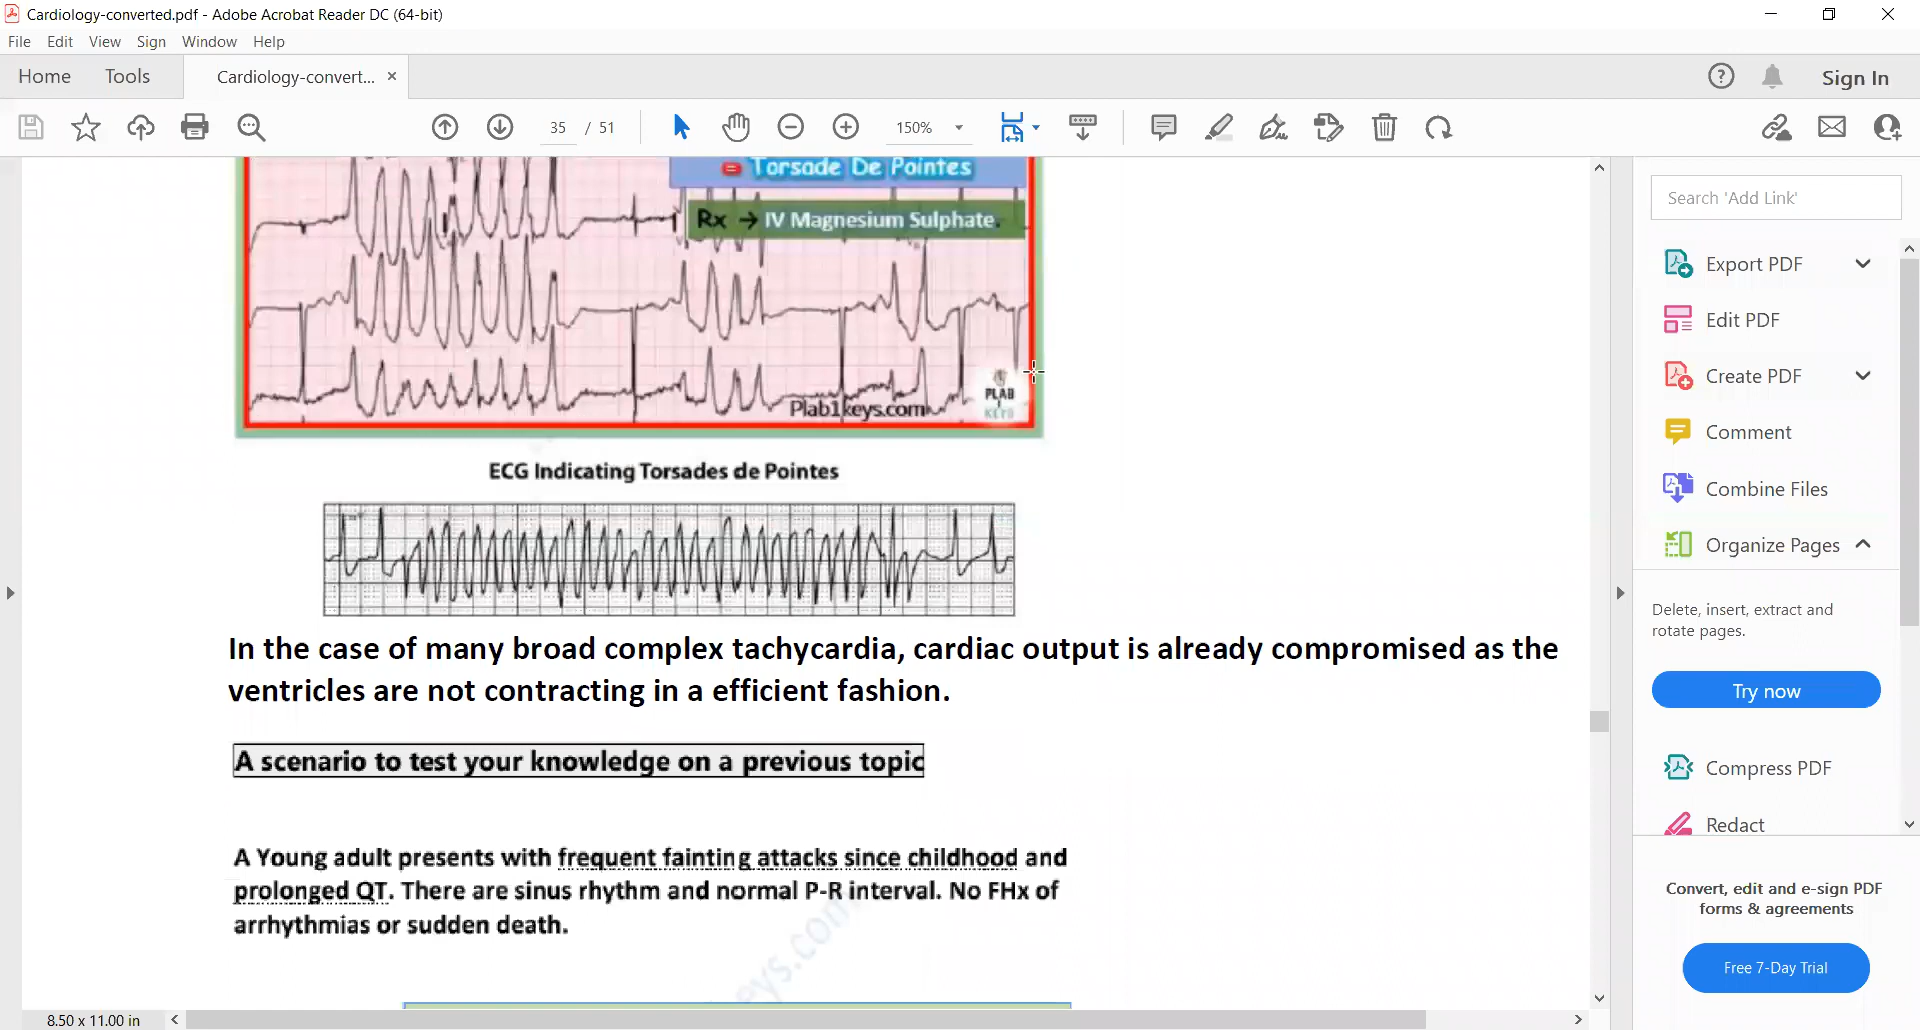 Cardiology-converted.pdf - Adobe Acrobat Reader DC (64-bit)
File Edit View Sign Window Help
Home Tools Cardiology-convert... × Sign In
35 / 51 150%
= Torsade De Pointes
Rx → IV Magnesium Sulphate.
PLAB
1
KEYS
Plab1keys.com
ECG Indicating Torsades de Pointes
In the case of many broad complex tachycardia, cardiac output is already compromised as the
ventricles are not contracting in a efficient fashion.
A scenario to test your knowledge on a previous topic
A Young adult presents with frequent fainting attacks since childhood and
prolonged QT. There are sinus rhythm and normal P-R interval. No FHx of
arrhythmias or sudden death.
eys.com
8.50 x 11.00 in
Search 'Add Link'
Export PDF
Edit PDF
Create PDF
Comment
Combine Files
Organize Pages
Delete, insert, extract and
rotate pages.
Try now
Compress PDF
Redact
Convert, edit and e-sign PDF
forms & agreements
Free 7-Day Trial